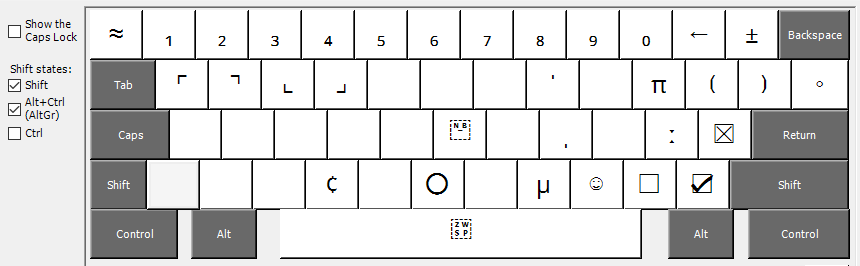 Show the
Caps Lock
Shift states:
Shift
Alt+Ctrl
(AltGr)
Ctrl
≈ ₁ ₂ ₃ ₄ ₅ ₆ ₇ ₈ ₉ ₀ ← ± Backspace
Tab ⌜ ⌝ ⌞ ⌟ ˈ π ( ) ◦
Caps NB - ˌ ː ☒ Return
Shift ¢ ○ µ ☺ □ ☑ Shift
Control Alt ZW SP Alt Control